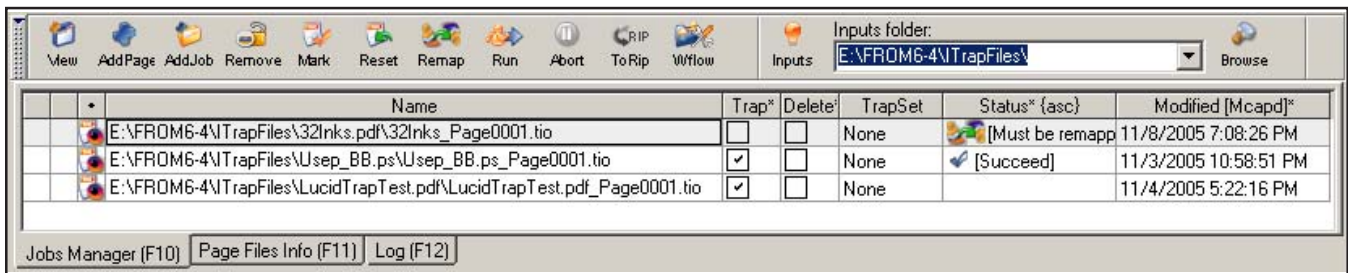 Inputs folder:
View AddPage AddJob Remove Mark Reset Remap Run Abort RIP ToRip Wflow Inputs E:\FROM6-4\ITrapFiles\ Browse
Name Trap* Delete* TrapSet Status* {asc} Modified [Mcapd]*
E:\FROM6-4\ITrapFiles\32Inks.pdf\32Inks_Page0001.tio None [Must be remapp 11/8/2005 7:08:26 PM
E:\FROM6-4\ITrapFiles\Usep_BB.ps\Usep_BB.ps_Page0001.tio None [Succeed] 11/3/2005 10:58:51 PM
E:\FROM6-4\ITrapFiles\LucidTrapTest.pdf\LucidTrapTest.pdf_Page0001.tio None 11/4/2005 5:22:16 PM
Jobs Manager (F10) Page Files Info (F11) Log (F12)